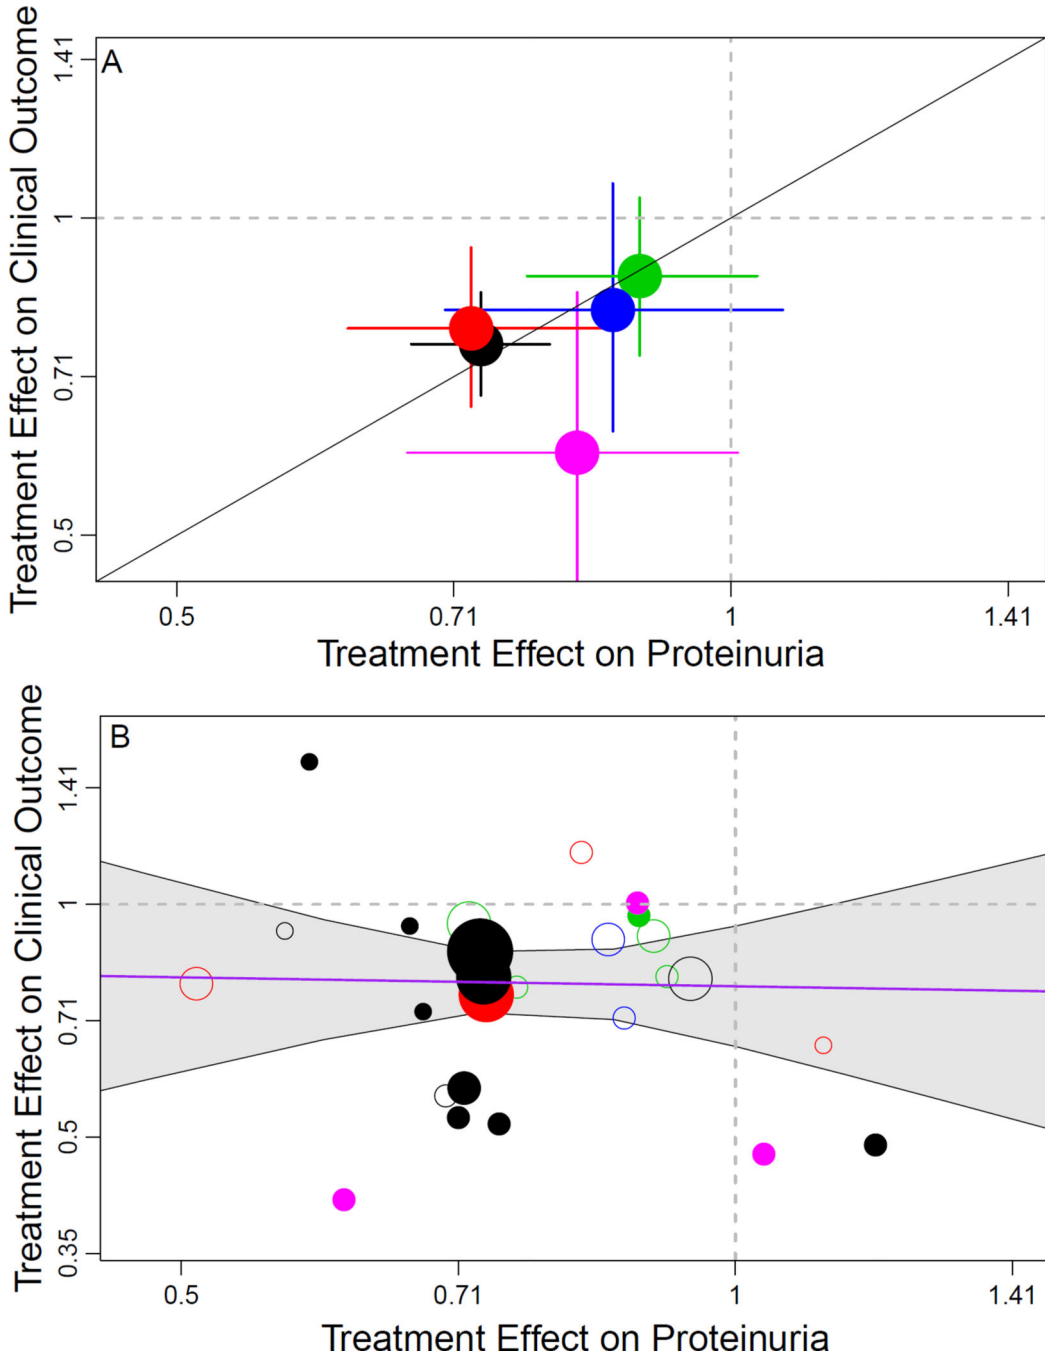 A
Treatment Effect on Clinical Outcome
1.41
1
0.71
0.5
0.5
0.71
1
1.41
Treatment Effect on Proteinuria
B
Treatment Effect on Clinical Outcome
1.41
1
0.71
0.5
0.35
0.5
0.71
1
1.41
Treatment Effect on Proteinuria